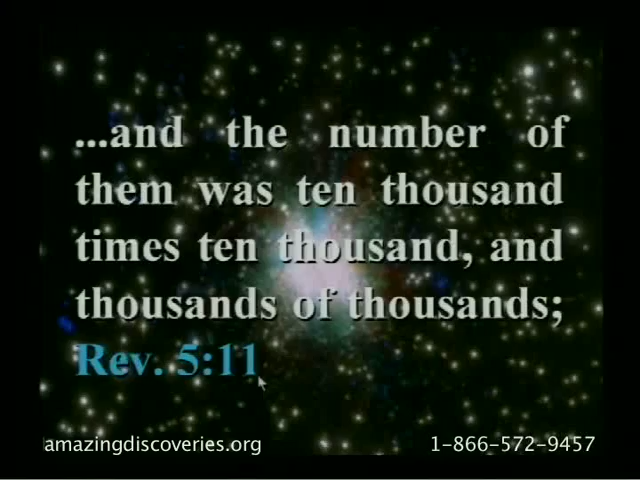 ...and the number of
them was ten thousand
times ten thousand, and
thousands of thousands;
Rev. 5:11
amazingdiscoveries.org 1-866-572-9457